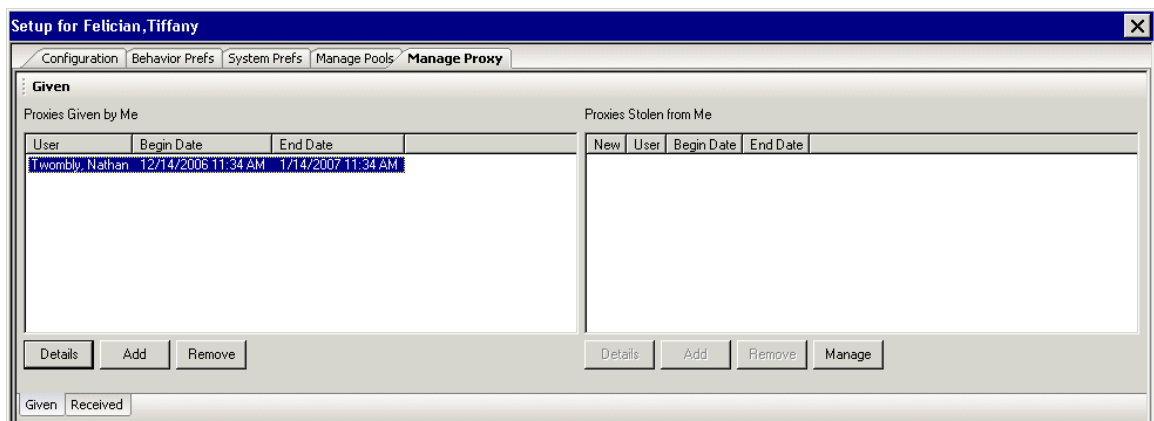 Setup for Felician,Tiffany
Configuration Behavior Prefs System Prefs Manage Pools Manage Proxy
Given
Proxies Given by Me
User Begin Date End Date
Twombly, Nathan 12/14/2006 11:34 AM 1/14/2007 11:34 AM
Details Add Remove
Proxies Stolen from Me
New User Begin Date End Date
Details Add Remove Manage
Given Received